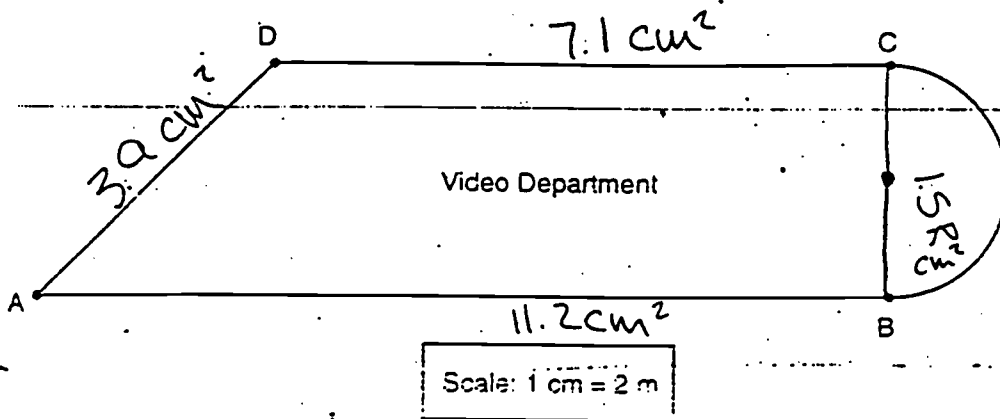 D
7.1 cm²
C
3.9 cm²
Video Department
1.5 R
cm²
A
11.2 cm²
B
Scale: 1 cm = 2 m